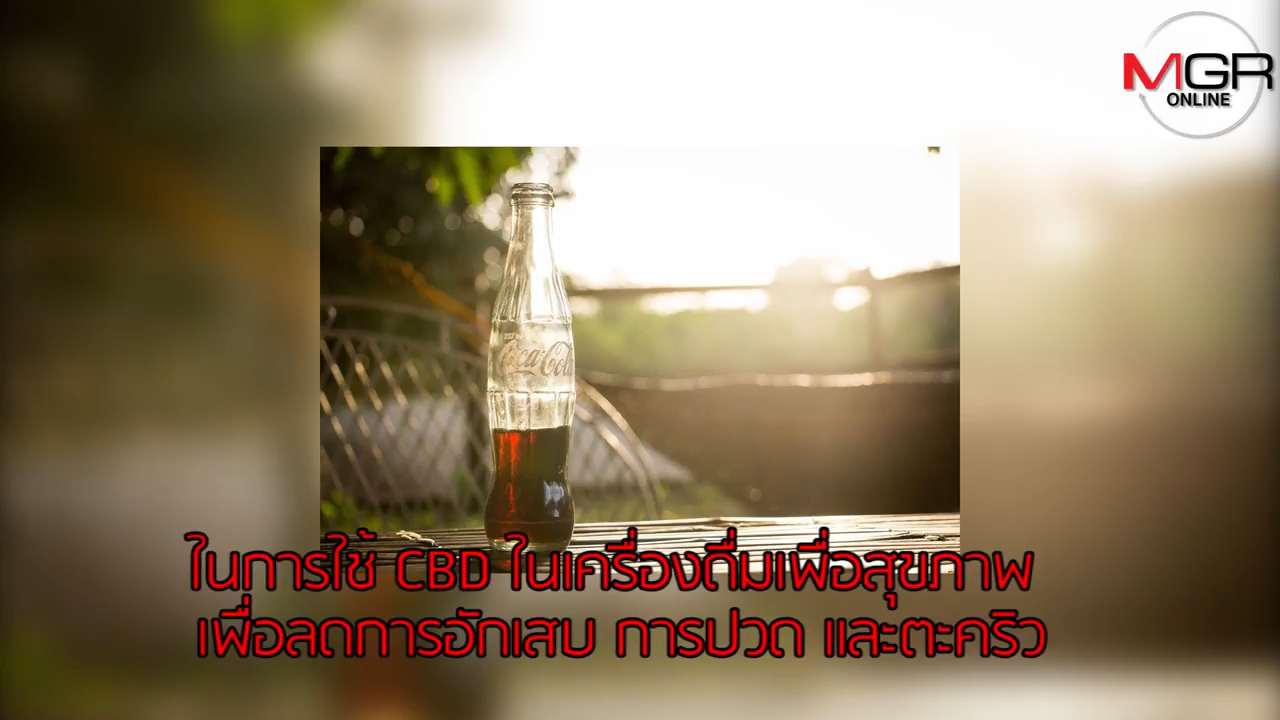 MGR
ONLINE
Coca-Cola
ในการใช้ CBD ในเครื่องดื่มเพื่อสุขภาพ
เพื่อลดการอักเสบ การปวด และตะคริว